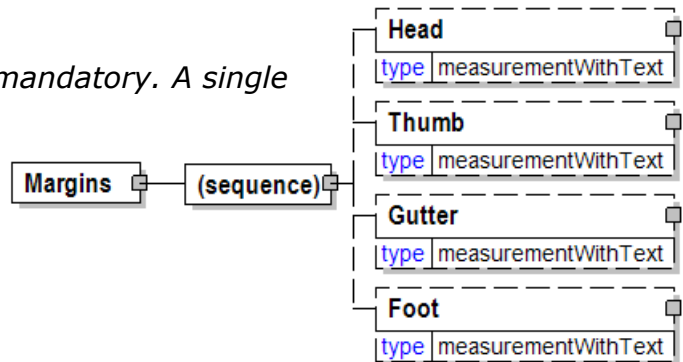 mandatory. A single
Margins
(sequence)
Head
type measurementWithText
Thumb
type measurementWithText
Gutter
type measurementWithText
Foot
type measurementWithText